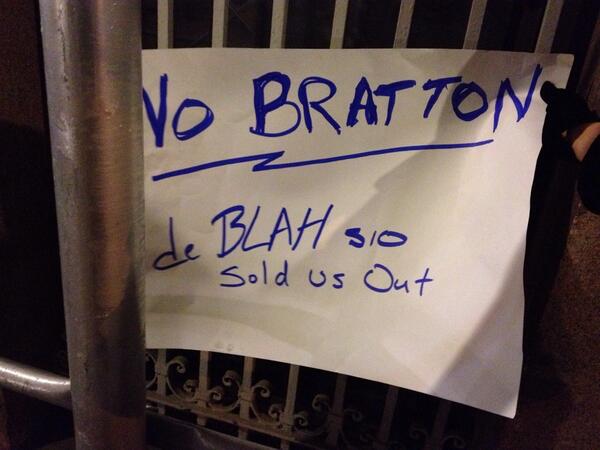 NO BRATTON
de BLAH sio
Sold us Out